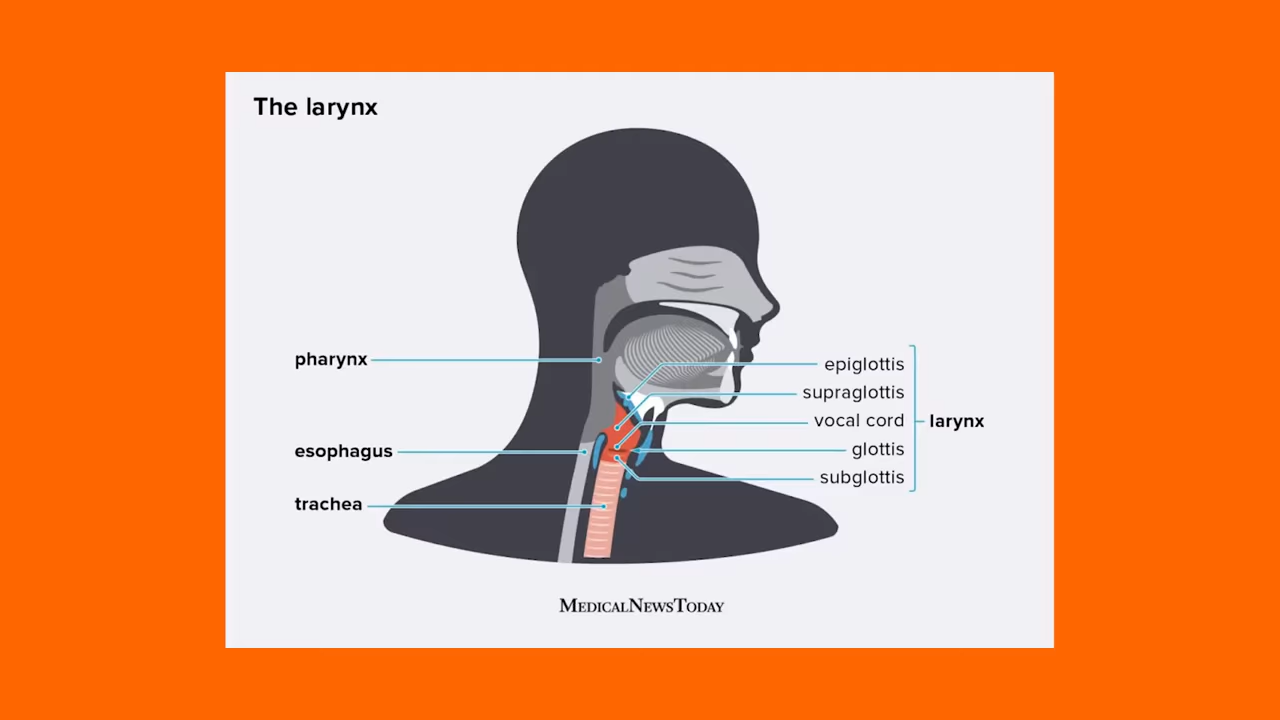 The larynx
pharynx
esophagus
trachea
epiglottis
supraglottis
vocal cord
glottis
subglottis
larynx
MEDICALNEWSTODAY